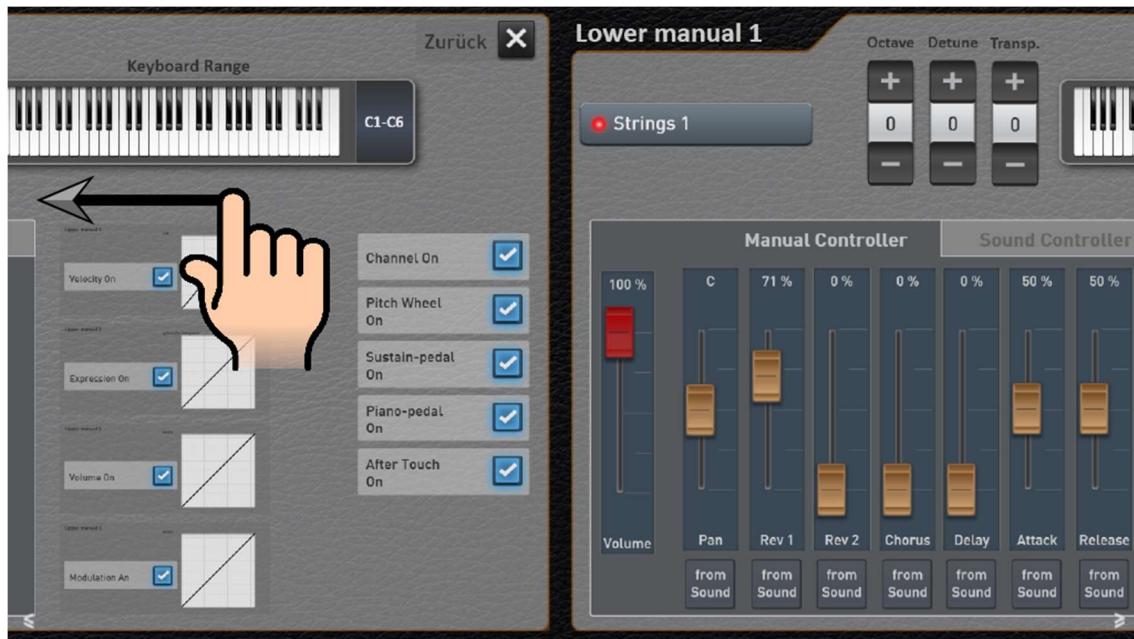 Zurück
Keyboard Range
C1-C6
Velocity On
Expression On
Volume On
Modulation An
Channel On
Pitch Wheel
On
Sustain-pedal
On
Piano-pedal
On
After Touch
On
Lower manual 1
Octave Detune Transp.
+ + +
0 0 0
Strings 1
Manual Controller
Sound Controller
100 % C 71 % 0 % 0 % 0 % 50 % 50 %
Volume Pan Rev 1 Rev 2 Chorus Delay Attack Release
from from from from from from from
Sound Sound Sound Sound Sound Sound Sound